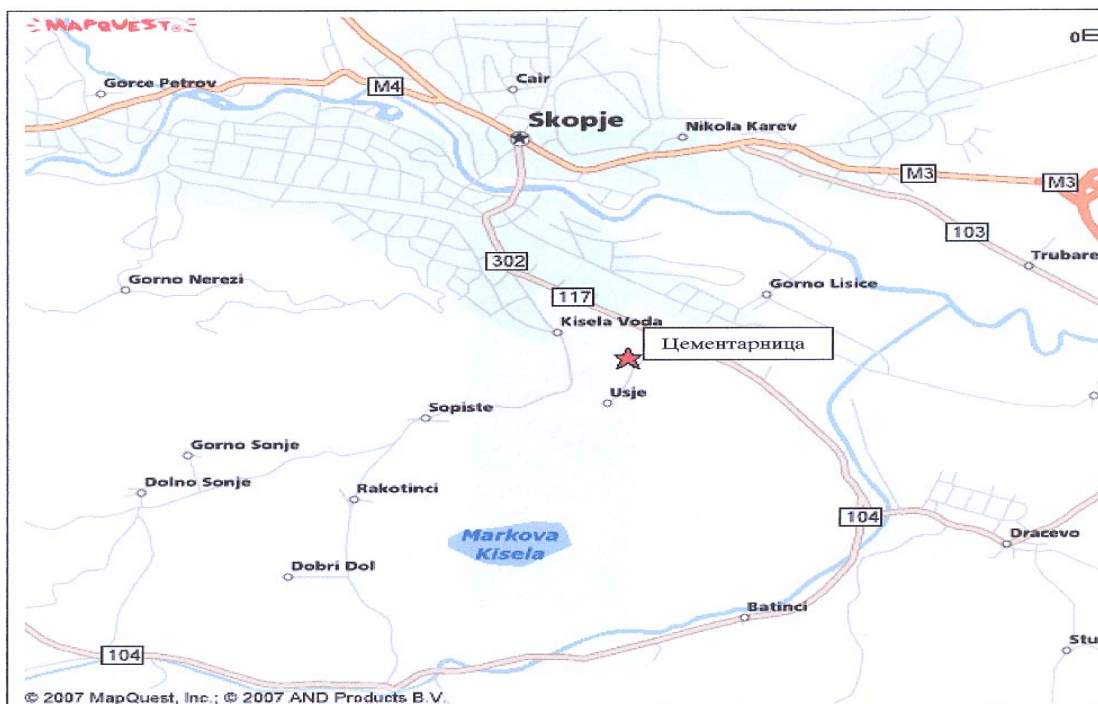 MAPQUEST
0
Gorce Petrov
M4
Cair
Skopje
Nikola Karev
M3
M3
103
Trubare
302
Gorno Nerezi
117
Gorno Lisice
Kisela Voda
Цементарница
Usje
Sopiste
Gorno Sonje
Dolno Sonje
Rakotinci
104
Dracevo
Markova
Kisela
Dobri Dol
Batinci
104
Stu
© 2007 MapQuest, Inc.; © 2007 AND Products B.V.